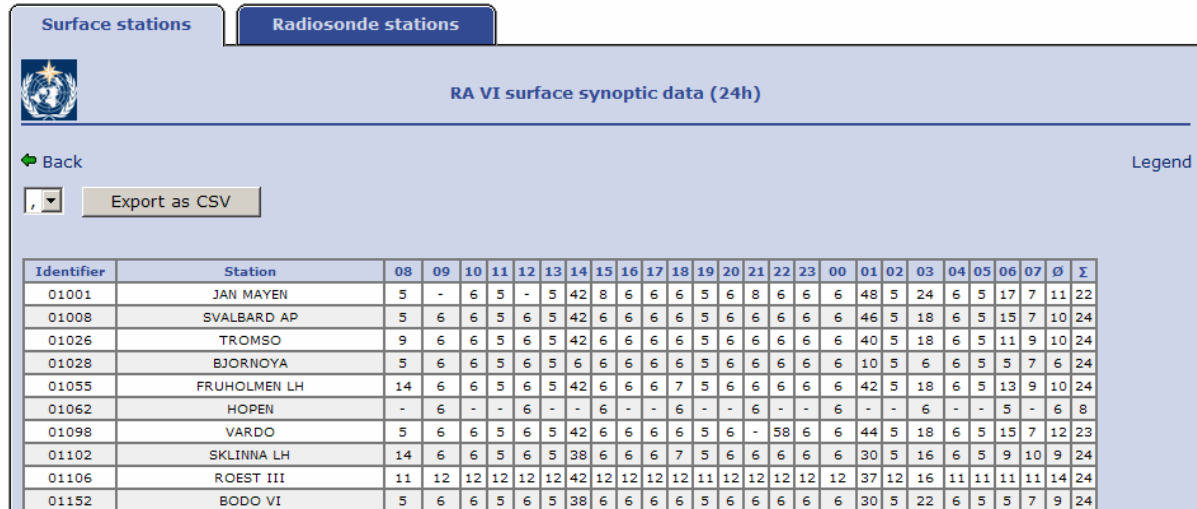 Surface stations Radiosonde stations
RA VI surface synoptic data (24h)
Back Legend
, Export as CSV
Identifier Station 08 09 10 11 12 13 14 15 16 17 18 19 20 21 22 23 00 01 02 03 04 05 06 07 Ø Σ
01001 JAN MAYEN 5 - 6 5 - 5 42 8 6 6 6 5 6 8 6 6 6 48 5 24 6 5 17 7 11 22
01008 SVALBARD AP 5 6 6 5 6 5 42 6 6 6 6 5 6 6 6 6 6 46 5 18 6 5 15 7 10 24
01026 TROMSO 9 6 6 5 6 5 42 6 6 6 6 5 6 6 6 6 6 40 5 18 6 5 11 9 10 24
01028 BJORNOYA 5 6 6 5 6 5 6 6 6 6 6 5 6 6 6 6 6 10 5 6 6 5 5 7 6 24
01055 FRUHOLMEN LH 14 6 6 5 6 5 42 6 6 6 7 5 6 6 6 6 6 42 5 18 6 5 13 9 10 24
01062 HOPEN - 6 - - 6 - - 6 - - 6 - - 6 - - 6 - - 6 - - 5 - 6 8
01098 VARDO 5 6 6 5 6 5 42 6 6 6 6 5 6 - 58 6 6 44 5 18 6 5 15 7 12 23
01102 SKLINNA LH 14 6 6 5 6 5 38 6 6 6 7 5 6 6 6 6 6 30 5 16 6 5 9 10 9 24
01106 ROEST III 11 12 12 12 12 12 42 12 12 12 12 11 12 12 12 12 12 37 12 16 11 11 11 11 14 24
01152 BODO VI 5 6 6 5 6 5 38 6 6 6 6 5 6 6 6 6 6 30 5 22 6 5 5 7 9 24